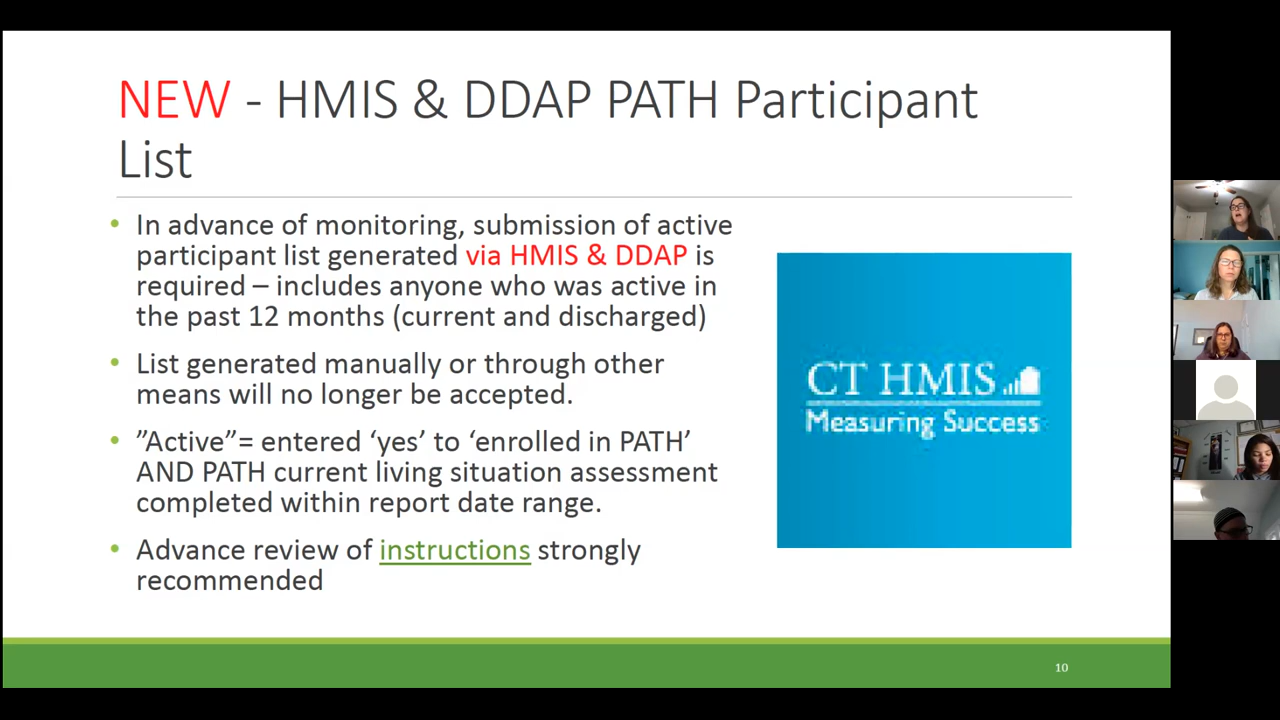 NEW - HMIS & DDAP PATH Participant
List
• In advance of monitoring, submission of active
participant list generated via HMIS & DDAP is
required – includes anyone who was active in
the past 12 months (current and discharged)
• List generated manually or through other
means will no longer be accepted.
• ”Active”= entered ‘yes’ to ‘enrolled in PATH’
AND PATH current living situation assessment
completed within report date range.
• Advance review of instructions strongly
recommended
CT HMIS
Measuring Success
10